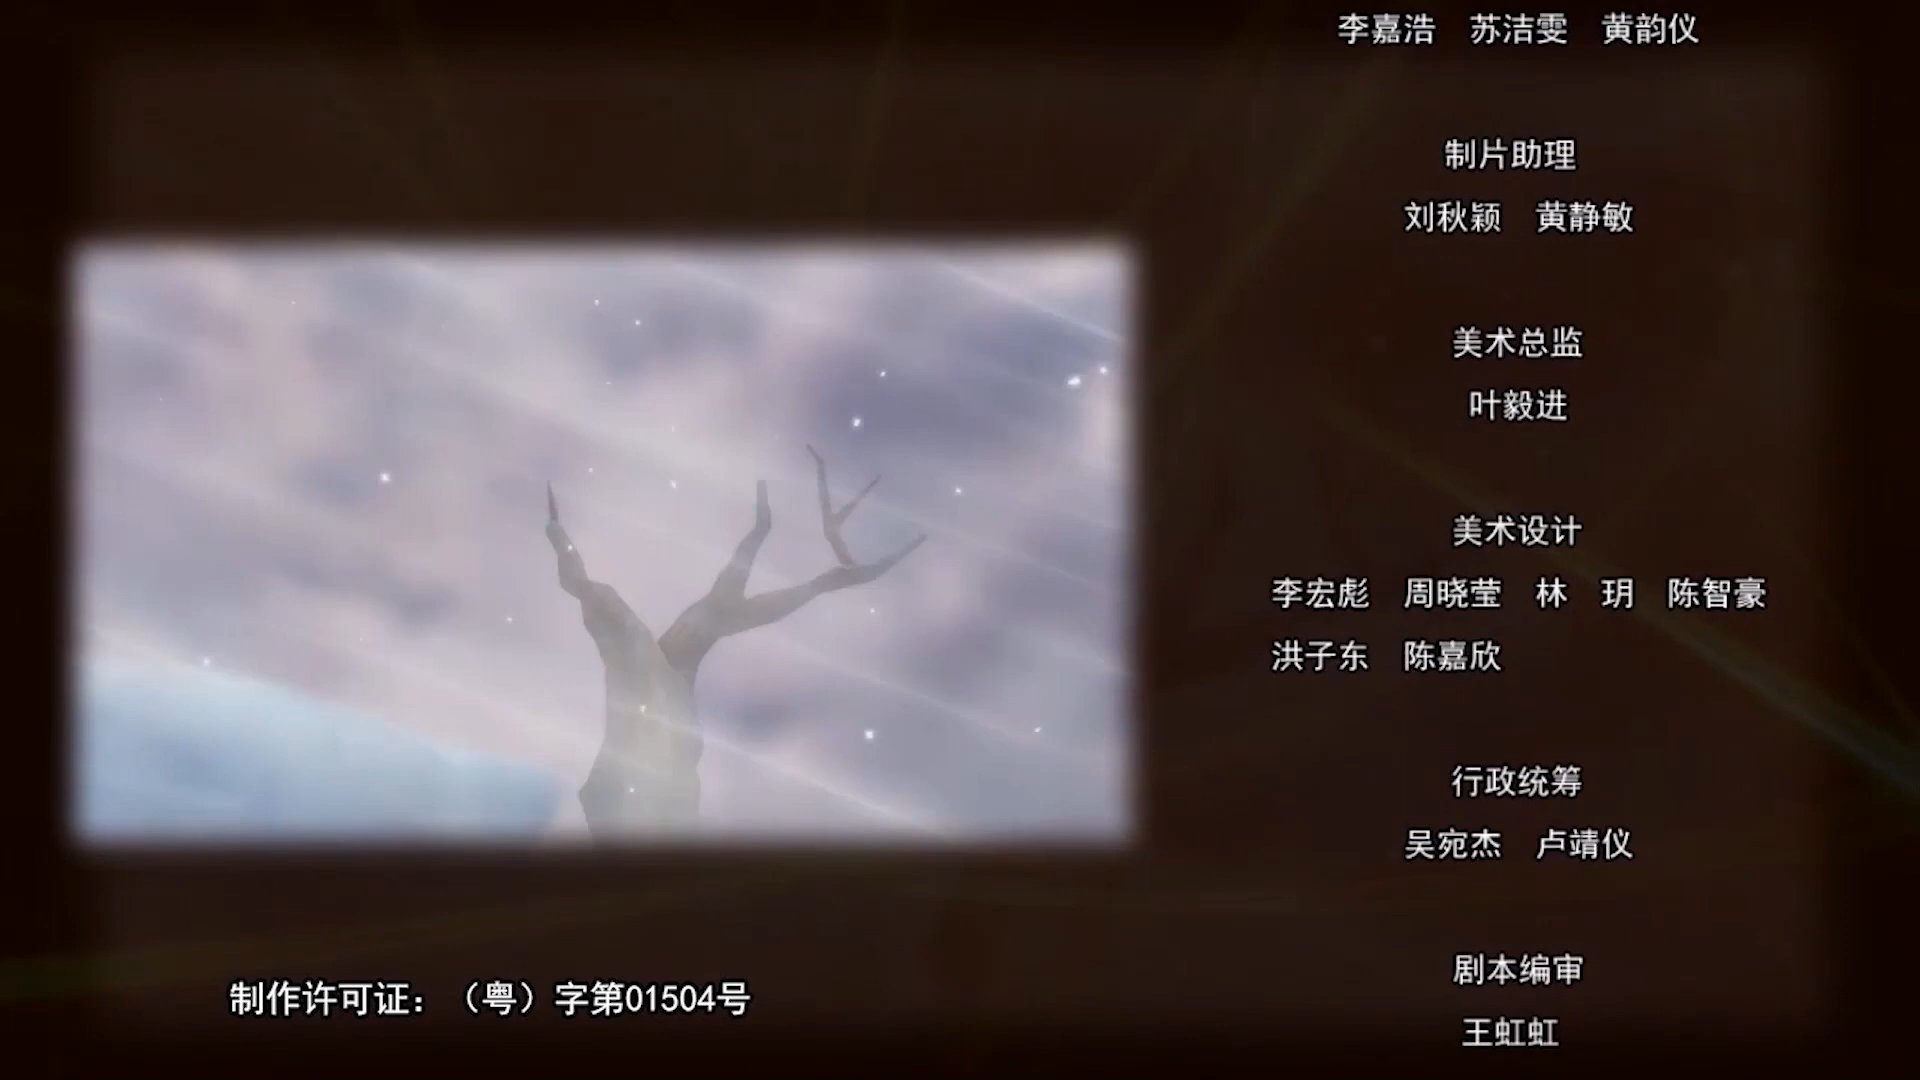 李嘉浩　苏洁雯　黄韵仪
制片助理
刘秋颖　黄静敏
美术总监
叶毅进
美术设计
李宏彪　周晓莹　林　玥　陈智豪
洪子东　陈嘉欣
行政统筹
吴宛杰　卢靖仪
剧本编审
王虹虹
制作许可证：（粤）字第01504号